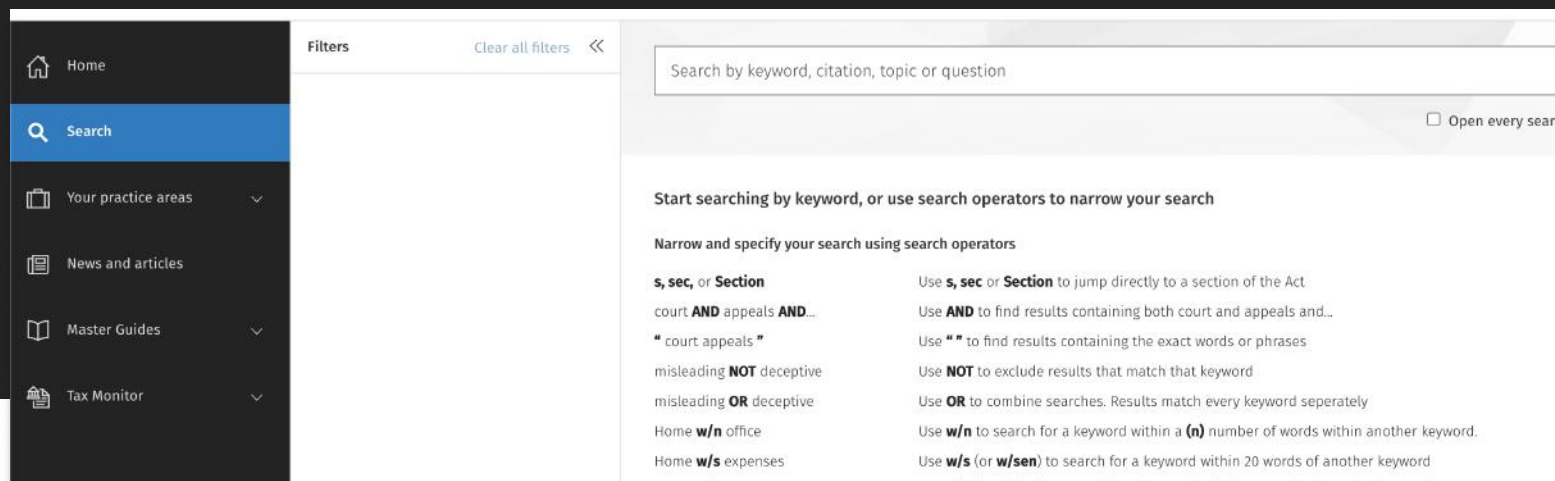 Home
Search
Your practice areas
News and articles
Master Guides
Tax Monitor
Filters Clear all filters
Search by keyword, citation, topic or question
Open every sear
Start searching by keyword, or use search operators to narrow your search
Narrow and specify your search using search operators
s, sec, or Section Use s, sec or Section to jump directly to a section of the Act
court AND appeals AND... Use AND to find results containing both court and appeals and...
“ court appeals ” Use “ ” to find results containing the exact words or phrases
misleading NOT deceptive Use NOT to exclude results that match that keyword
misleading OR deceptive Use OR to combine searches. Results match every keyword seperately
Home w/n office Use w/n to search for a keyword within a (n) number of words within another keyword.
Home w/s expenses Use w/s (or w/sen) to search for a keyword within 20 words of another keyword